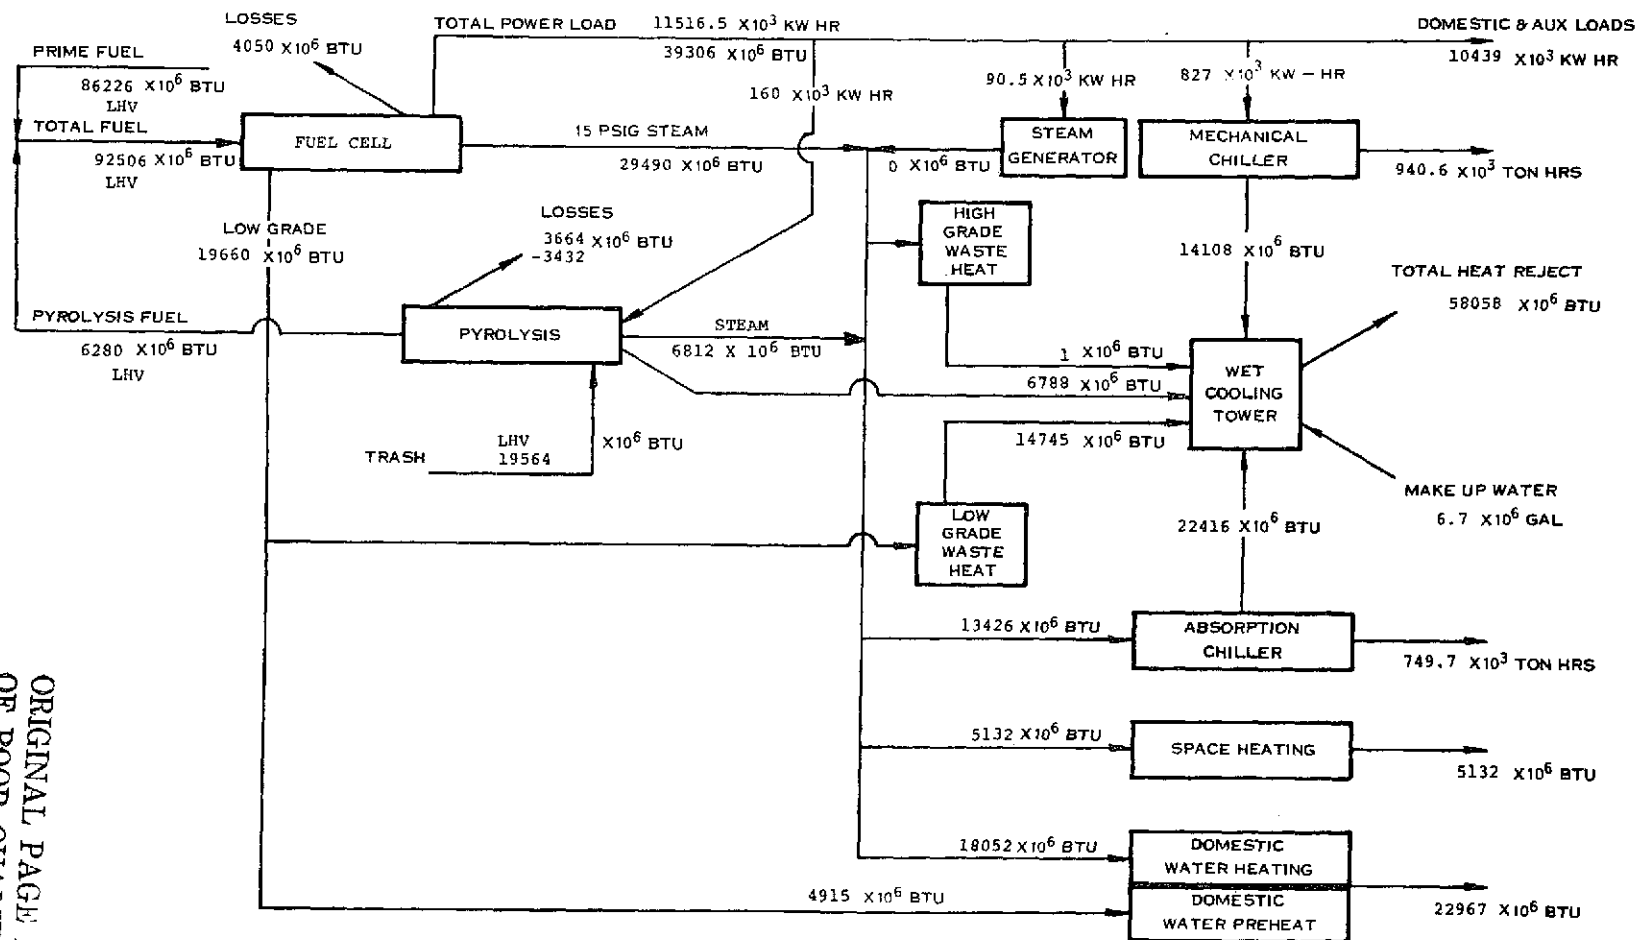 LOSSES
4050 X10⁶ BTU
TOTAL POWER LOAD 11516.5 X10³ KW HR
39306 X10⁶ BTU
DOMESTIC & AUX LOADS
10439 X10³ KW HR
PRIME FUEL
86226 X10⁶ BTU
LHV
TOTAL FUEL
92506 X10⁶ BTU
LHV
FUEL CELL
160 X10³ KW HR
90.5 X10³ KW HR
827 X10³ KW – HR
15 PSIG STEAM
29490 X10⁶ BTU
STEAM
GENERATOR
0 X10⁶ BTU
MECHANICAL
CHILLER
940.6 X10³ TON HRS
LOW GRADE
19660 X10⁶ BTU
LOSSES
3664 X10⁶ BTU
-3432
HIGH
GRADE
WASTE
HEAT
14108 X10⁶ BTU
TOTAL HEAT REJECT
58058 X10⁶ BTU
PYROLYSIS FUEL
6280 X10⁶ BTU
LHV
PYROLYSIS
STEAM
6812 X 10⁶ BTU
1 X10⁶ BTU
6788 X10⁶ BTU
14745 X10⁶ BTU
WET
COOLING
TOWER
TRASH
LHV
19564
X10⁶ BTU
MAKE UP WATER
6.7 X10⁶ GAL
LOW
GRADE
WASTE
HEAT
22416 X10⁶ BTU
13426 X10⁶ BTU
ABSORPTION
CHILLER
749.7 X10³ TON HRS
5132 X10⁶ BTU
SPACE HEATING
5132 X10⁶ BTU
18052 X10⁶ BTU
DOMESTIC
WATER HEATING
4915 X10⁶ BTU
DOMESTIC
WATER PREHEAT
22967 X10⁶ BTU
ORIGINAL PAGE
OF POOR